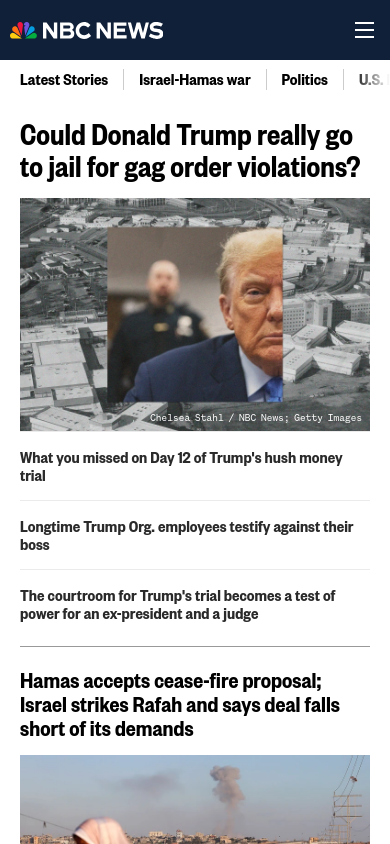 NBC NEWS
Latest Stories
Israel-Hamas war
Politics
U.S.
Could Donald Trump really go
to jail for gag order violations?
Chelsea Stahl / NBC News; Getty Images
What you missed on Day 12 of Trump's hush money
trial
Longtime Trump Org. employees testify against their
boss
The courtroom for Trump's trial becomes a test of
power for an ex-president and a judge
Hamas accepts cease-fire proposal;
Israel strikes Rafah and says deal falls
short of its demands